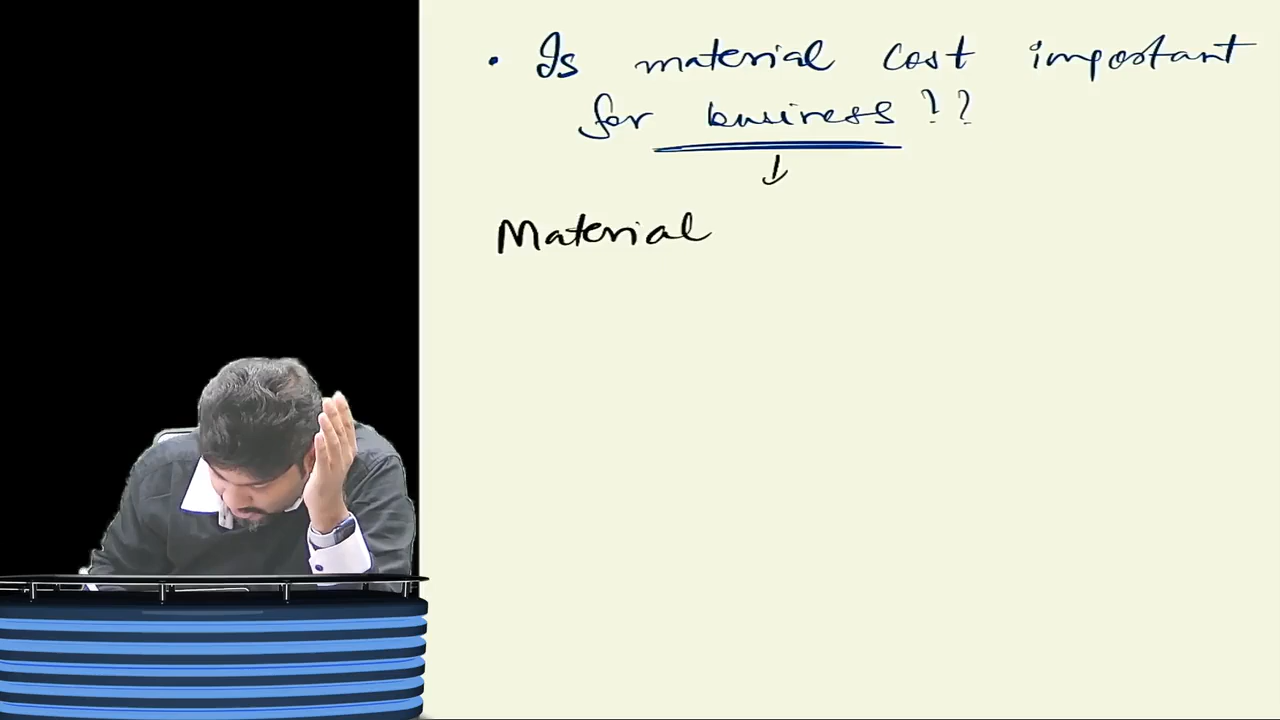 • Is material cost important
for business ??
↓
Material